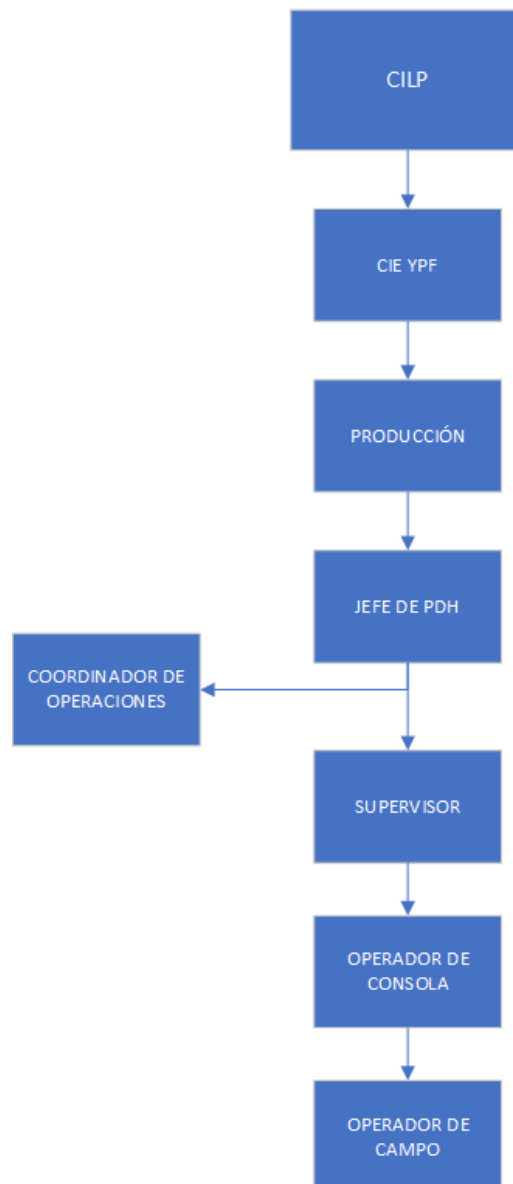 CILP
CIE YPF
PRODUCCIÓN
JEFE DE PDH
COORDINADOR DE
OPERACIONES
SUPERVISOR
OPERADOR DE
CONSOLA
OPERADOR DE
CAMPO